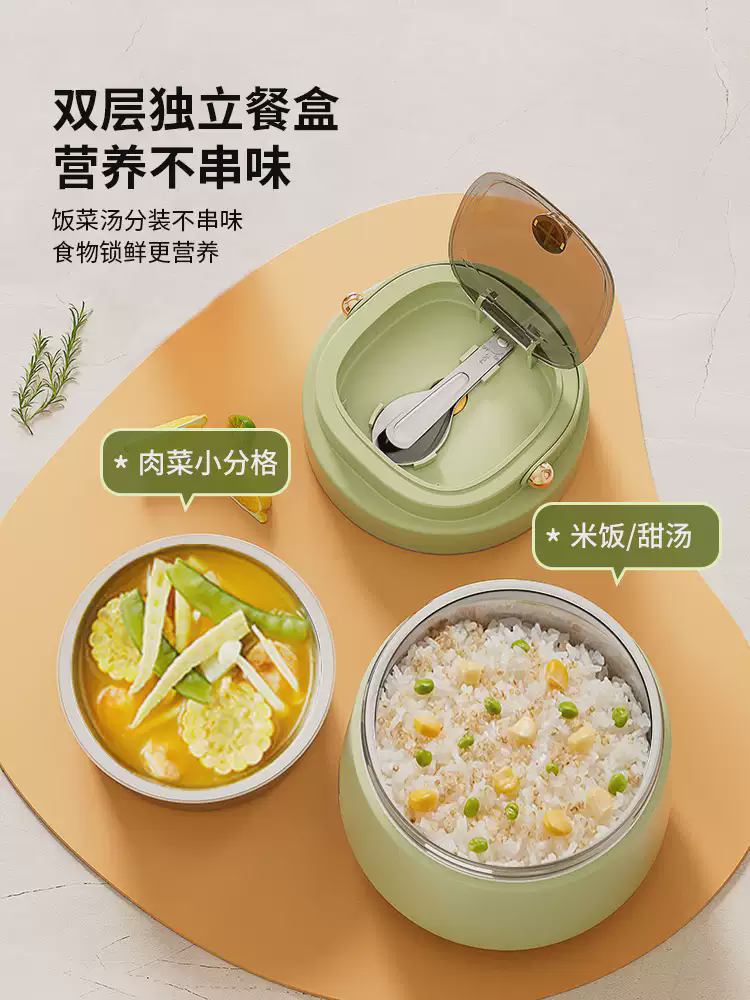 双层独立餐盒
营养不串味
饭菜汤分装不串味
食物锁鲜更营养
* 肉菜小分格
* 米饭/甜汤